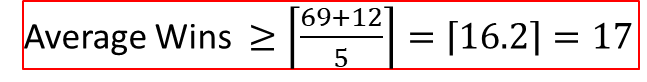 Average Wins ≥ ⌈(69+12)/5⌉ = ⌈16.2⌉ = 17